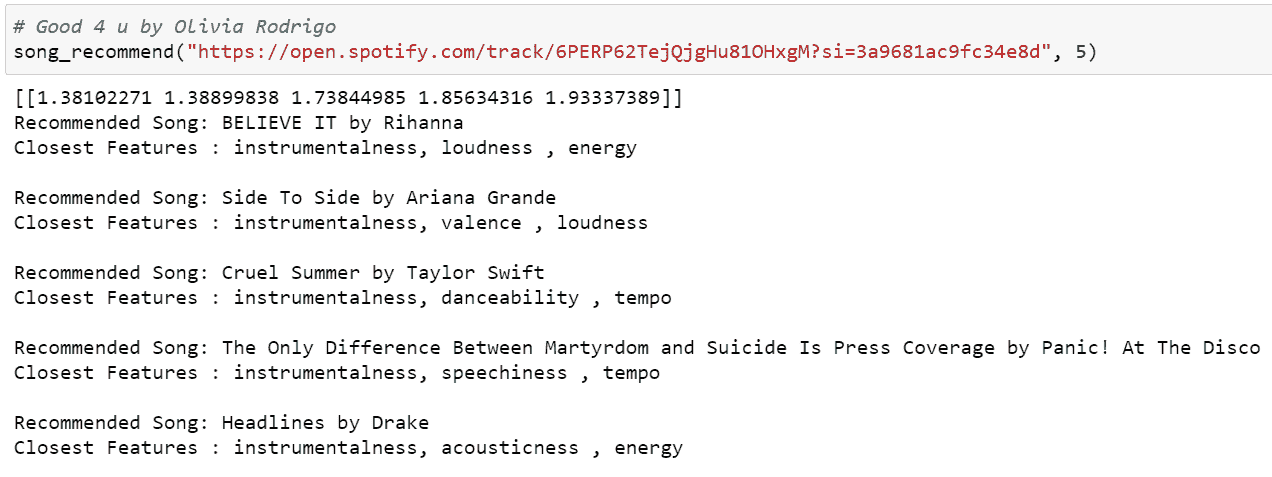 # Good 4 u by Olivia Rodrigo
song_recommend("https://open.spotify.com/track/6PERP62TejQjgHu81OHxgM?si=3a9681ac9fc34e8d", 5)
[[1.38102271 1.38899838 1.73844985 1.85634316 1.93337389]]
Recommended Song: BELIEVE IT by Rihanna
Closest Features : instrumentalness, loudness , energy
Recommended Song: Side To Side by Ariana Grande
Closest Features : instrumentalness, valence , loudness
Recommended Song: Cruel Summer by Taylor Swift
Closest Features : instrumentalness, danceability , tempo
Recommended Song: The Only Difference Between Martyrdom and Suicide Is Press Coverage by Panic! At The Disco
Closest Features : instrumentalness, speechiness , tempo
Recommended Song: Headlines by Drake
Closest Features : instrumentalness, acousticness , energy